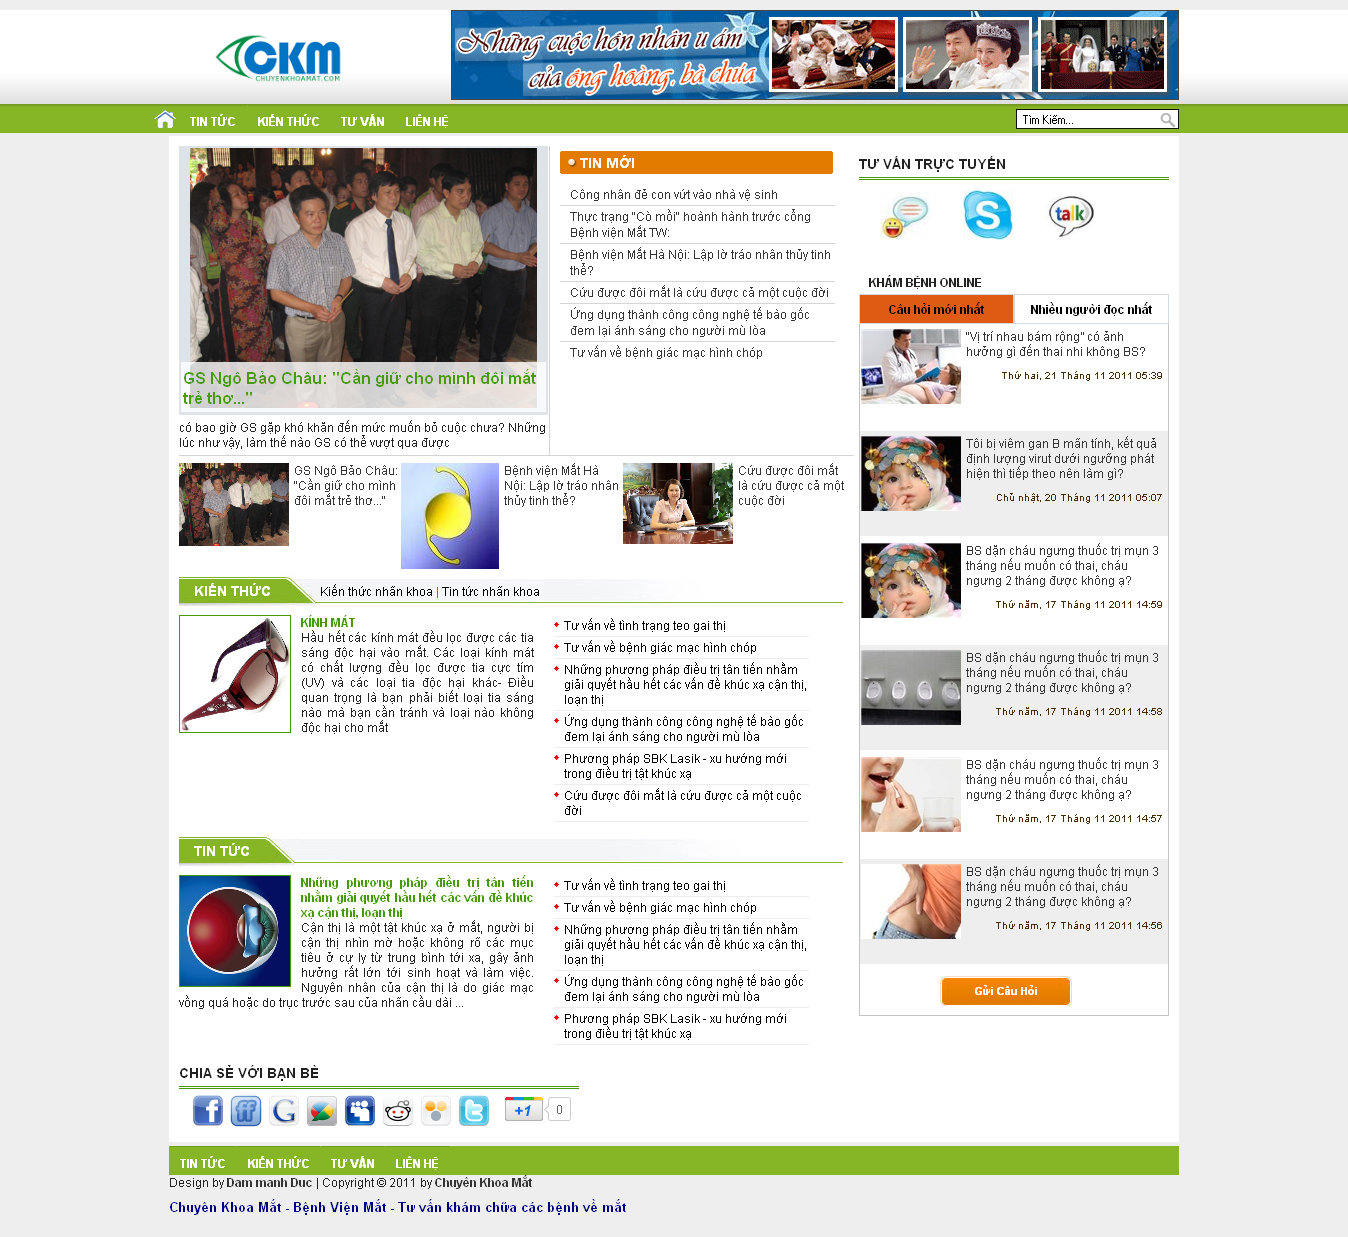 CKM
CHUYENKHOAMAT.COM
Những cuộc hôn nhân u ám
của ông hoàng, bà chúa
TIN TỨC KIẾN THỨC TƯ VẤN LIÊN HỆ
Tìm Kiếm...
GS Ngô Bảo Châu: "Cần giữ cho mình đôi mắt
trẻ thơ..."
có bao giờ GS gặp khó khăn đến mức muốn bỏ cuộc chưa? Những
lúc như vậy, làm thế nào GS có thể vượt qua được
TIN MỚI
Công nhân đẻ con vứt vào nhà vệ sinh
Thực trạng "Cò mồi" hoành hành trước cổng
Bệnh viện Mắt TW:
Bệnh viện Mắt Hà Nội: Lập lờ tráo nhân thủy tinh
thể?
Cứu được đôi mắt là cứu được cả một cuộc đời
Ứng dụng thành công công nghệ tế bào gốc
đem lại ánh sáng cho người mù lòa
Tư vấn về bệnh giác mạc hình chóp
GS Ngô Bảo Châu:
"Cần giữ cho mình
đôi mắt trẻ thơ..."
Bệnh viện Mắt Hà
Nội: Lập lờ tráo nhân
thủy tinh thể?
Cứu được đôi mắt
là cứu được cả một
cuộc đời
KIẾN THỨC
Kiến thức nhãn khoa | Tin tức nhãn khoa
KÍNH MÁT
Hầu hết các kính mát đều lọc được các tia
sáng độc hại vào mắt. Các loại kính mát
có chất lượng đều lọc được tia cực tím
(UV) và các loại tia độc hại khác- Điều
quan trọng là bạn phải biết loại tia sáng
nào mà bạn cần tránh và loại nào không
độc hại cho mắt
Tư vấn về tình trạng teo gai thị
Tư vấn về bệnh giác mạc hình chóp
Những phương pháp điều trị tân tiến nhằm
giải quyết hầu hết các vấn đề khúc xạ cận thị,
loạn thị
Ứng dụng thành công công nghệ tế bào gốc
đem lại ánh sáng cho người mù lòa
Phương pháp SBK Lasik - xu hướng mới
trong điều trị tật khúc xạ
Cứu được đôi mắt là cứu được cả một cuộc
đời
TIN TỨC
Những phương pháp điều trị tân tiến
nhằm giải quyết hầu hết các vấn đề khúc
xạ cận thị, loạn thị
Cận thị là một tật khúc xạ ở mắt, người bị
cận thị nhìn mờ hoặc không rõ các mục
tiêu ở cự ly từ trung bình tới xa, gây ảnh
hưởng rất lớn tới sinh hoạt và làm việc.
Nguyên nhân của cận thị là do giác mạc
vồng quá hoặc do trục trước sau của nhãn cầu dài ...
Tư vấn về tình trạng teo gai thị
Tư vấn về bệnh giác mạc hình chóp
Những phương pháp điều trị tân tiến nhằm
giải quyết hầu hết các vấn đề khúc xạ cận thị,
loạn thị
Ứng dụng thành công công nghệ tế bào gốc
đem lại ánh sáng cho người mù lòa
Phương pháp SBK Lasik - xu hướng mới
trong điều trị tật khúc xạ
CHIA SẺ VỚI BẠN BÈ
+1 0
TƯ VẤN TRỰC TUYẾN
talk
KHÁM BỆNH ONLINE
Câu hỏi mới nhất Nhiều người đọc nhất
"Vị trí nhau bám rộng" có ảnh
hưởng gì đến thai nhi không BS?
Thứ hai, 21 Tháng 11 2011 05:39
Tôi bị viêm gan B mãn tính, kết quả
định lượng virut dưới ngưỡng phát
hiện thì tiếp theo nên làm gì?
Chủ nhật, 20 Tháng 11 2011 05:07
BS dặn cháu ngưng thuốc trị mụn 3
tháng nếu muốn có thai, cháu
ngưng 2 tháng được không ạ?
Thứ năm, 17 Tháng 11 2011 14:59
BS dặn cháu ngưng thuốc trị mụn 3
tháng nếu muốn có thai, cháu
ngưng 2 tháng được không ạ?
Thứ năm, 17 Tháng 11 2011 14:58
BS dặn cháu ngưng thuốc trị mụn 3
tháng nếu muốn có thai, cháu
ngưng 2 tháng được không ạ?
Thứ năm, 17 Tháng 11 2011 14:57
BS dặn cháu ngưng thuốc trị mụn 3
tháng nếu muốn có thai, cháu
ngưng 2 tháng được không ạ?
Thứ năm, 17 Tháng 11 2011 14:56
Gửi Câu Hỏi
TIN TỨC KIẾN THỨC TƯ VẤN LIÊN HỆ
Design by Dam manh Duc | Copyright © 2011 by Chuyên Khoa Mắt
Chuyên Khoa Mắt - Bệnh Viện Mắt - Tư vấn khám chữa các bệnh về mắt